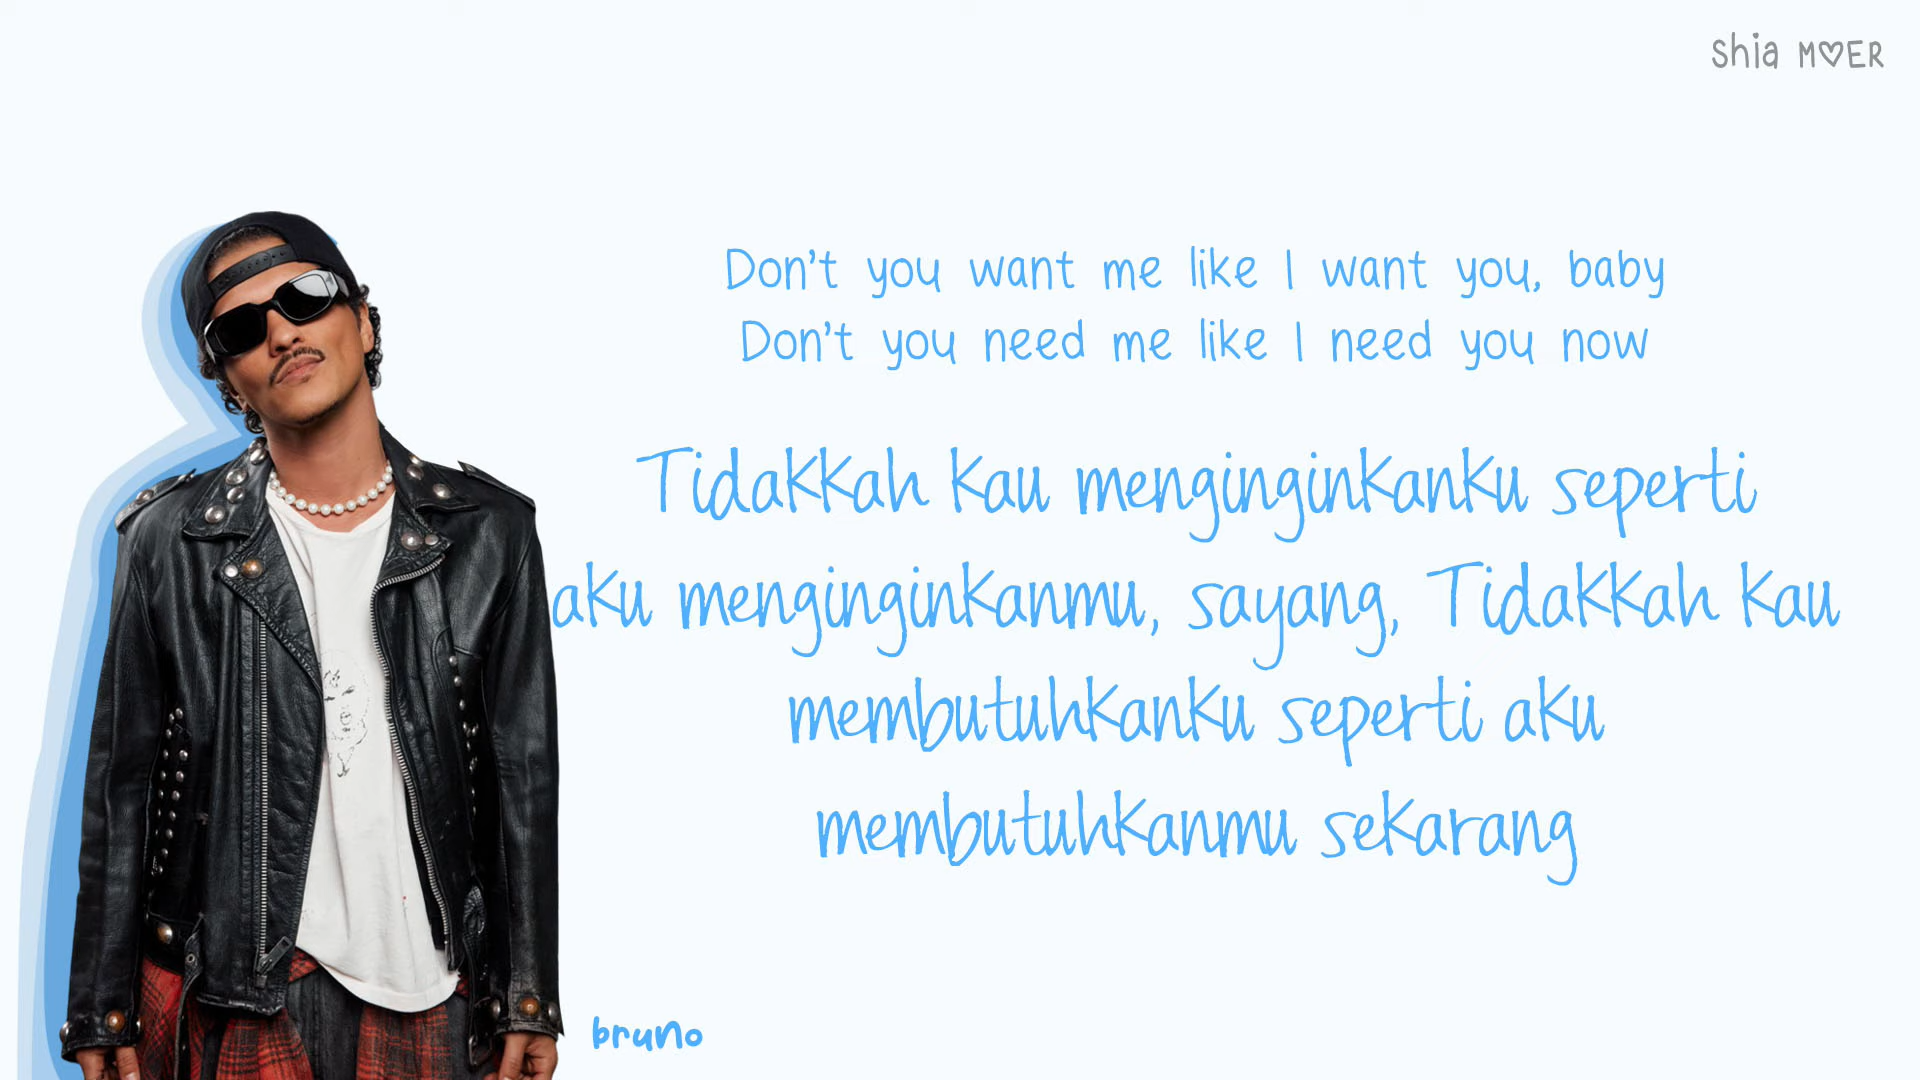 Shia M♡ER
Don't you want me like I want you, baby
Don't you need me like I need you now
Tidakkah kau menginginkanku seperti
aku menginginkanmu, sayang, Tidakkah kau
membutuhkanku seperti aku
membutuhkanmu sekarang
bruno